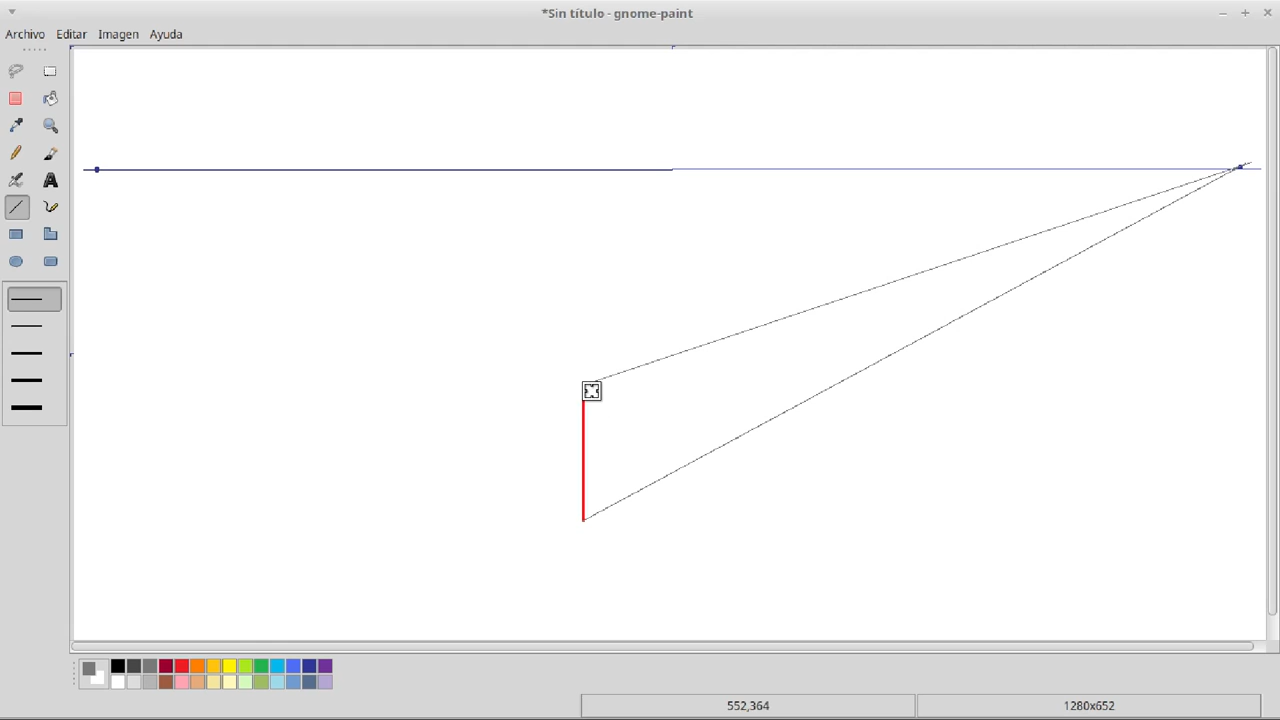 *Sin título - gnome-paint
Archivo Editar Imagen Ayuda
A
552,364 1280x652